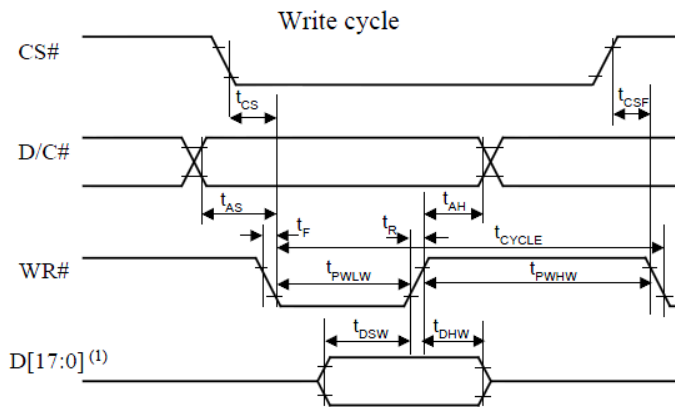 Write cycle
CS#
tCS
tCSF
D/C#
tAS
tF
tR
tAH
tCYCLE
WR#
tPWLW
tPWHW
tDSW
tDHW
D[17:0] (1)